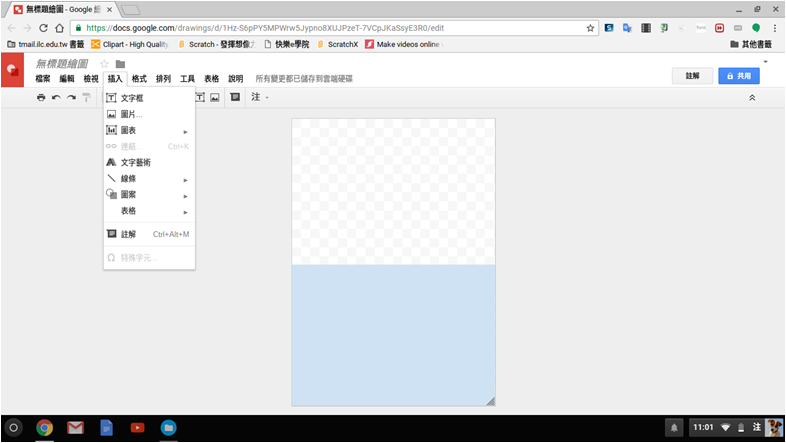 無標題繪圖 - Google 繪
https://docs.google.com/drawings/d/1Hz-S6pPY5MPWrw5Jypno8XUJPzeT-7VCpJKaSsyE3R0/edit
tmail.ilc.edu.tw 書籤 Clipart - High Quality Scratch - 發揮想像力 快樂e學院 ScratchX Make videos online 其他書籤
無標題繪圖
檔案 編輯 檢視 插入 格式 排列 工具 表格 說明 所有變更都已儲存到雲端硬碟
註解 共用
注
文字框
圖片...
圖表
連結... Ctrl+K
文字藝術
線條
圖案
表格
註解 Ctrl+Alt+M
特殊字元...
11:01 注